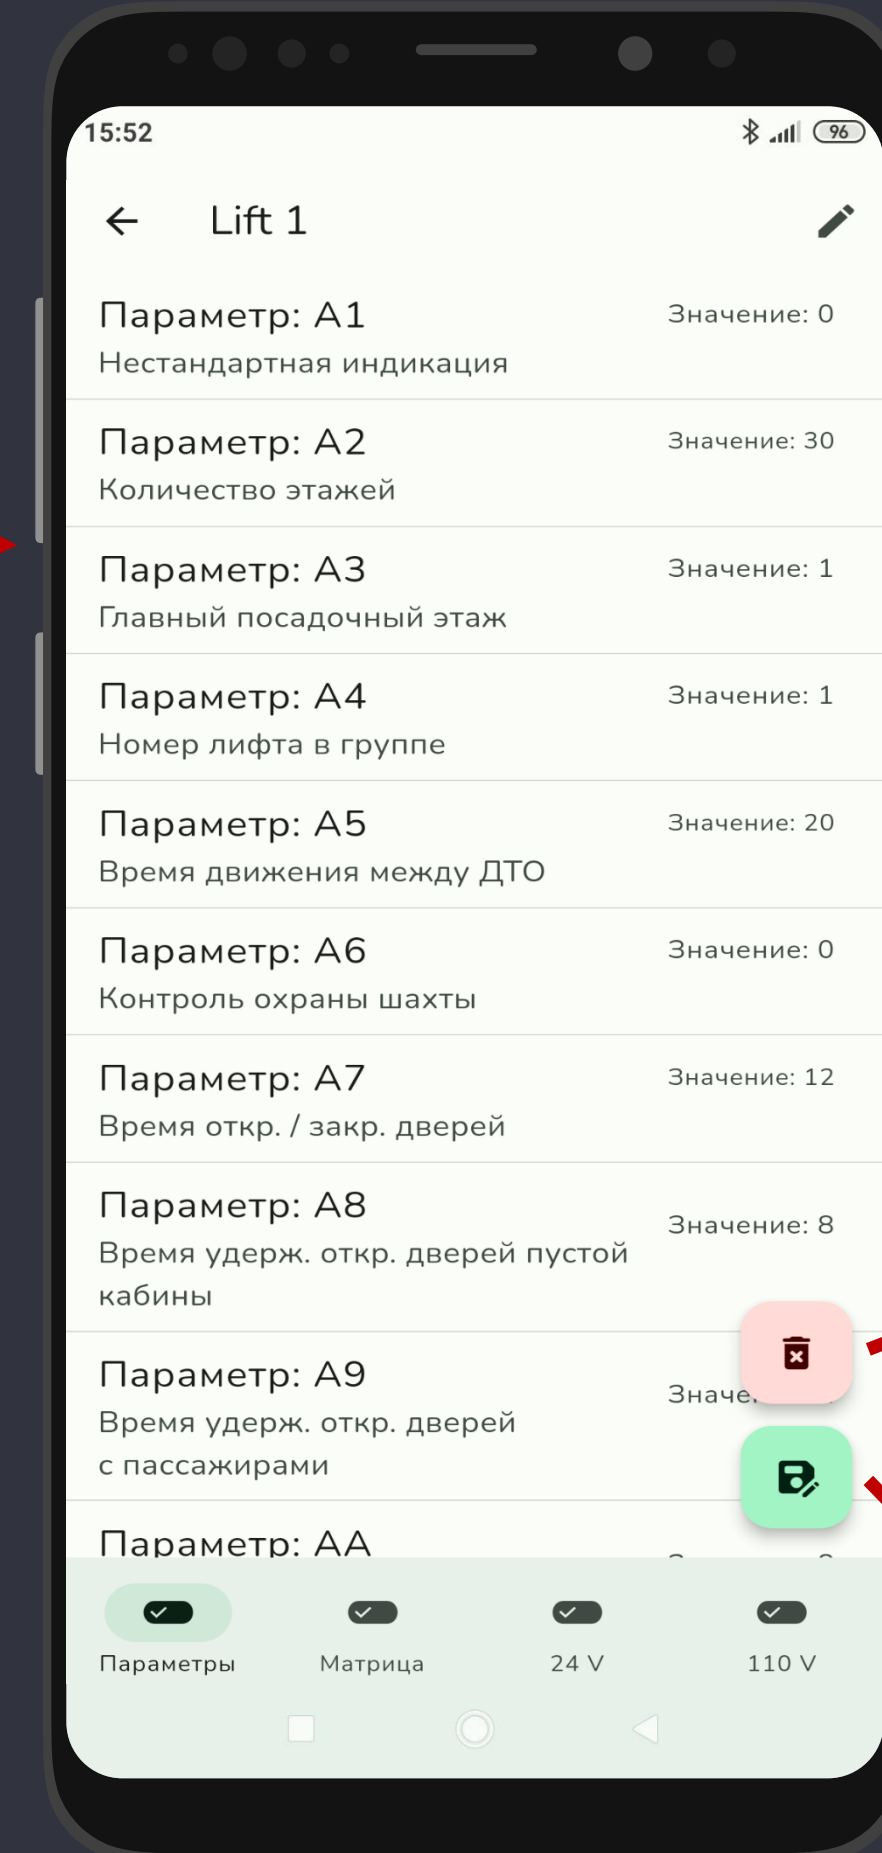 15:52
96
Lift 1
Параметр: A1
Значение: 0
Нестандартная индикация
Параметр: A2
Значение: 30
Количество этажей
Параметр: A3
Значение: 1
Главный посадочный этаж
Параметр: A4
Значение: 1
Номер лифта в группе
Параметр: A5
Значение: 20
Время движения между ДТО
Параметр: A6
Значение: 0
Контроль охраны шахты
Параметр: A7
Значение: 12
Время откр. / закр. дверей
Параметр: A8
Значение: 8
Время удерж. откр. дверей пустой
кабины
Параметр: A9
Время удерж. откр. дверей
с пассажирами
Параметр: AA
Параметры
Матрица
24 V
110 V